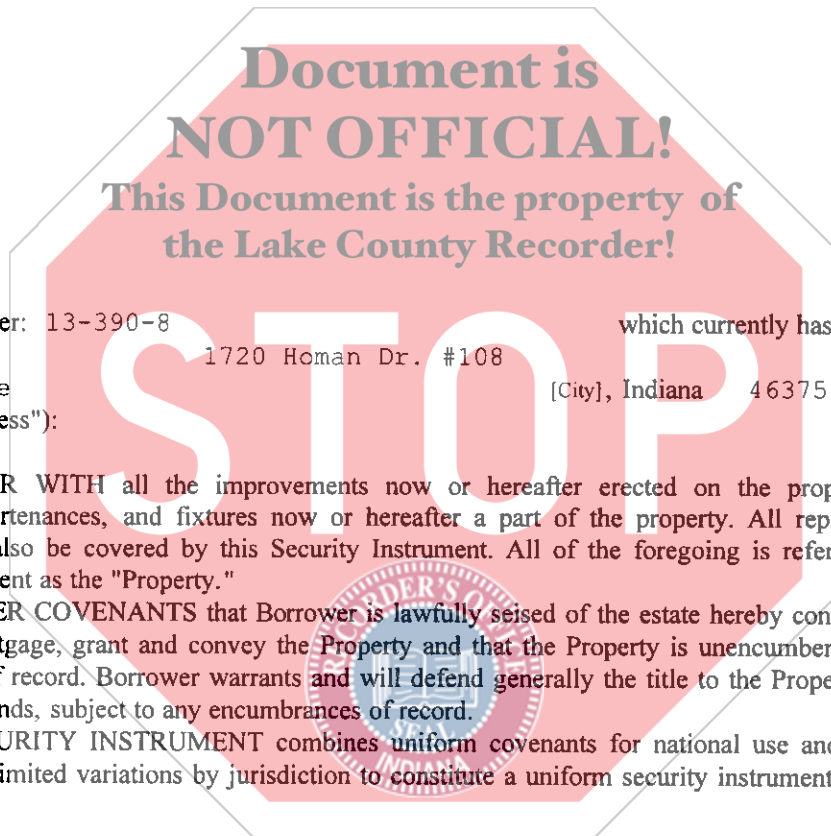 Document is
NOT OFFICIAL!
This Document is the property of
the Lake County Recorder!
STOP
er: 13-390-8 which currently has
1720 Homan Dr. #108
e [City], Indiana 46375
ess"):
R WITH all the improvements now or hereafter erected on the prop
rtenances, and fixtures now or hereafter a part of the property. All rep
also be covered by this Security Instrument. All of the foregoing is refer
ent as the "Property."
ER COVENANTS that Borrower is lawfully seised of the estate hereby con
tgage, grant and convey the Property and that the Property is unencumber
f record. Borrower warrants and will defend generally the title to the Prope
nds, subject to any encumbrances of record.
URITY INSTRUMENT combines uniform covenants for national use and
imited variations by jurisdiction to constitute a uniform security instrument
RECORDER'S OFFICE
SEAL
INDIANA